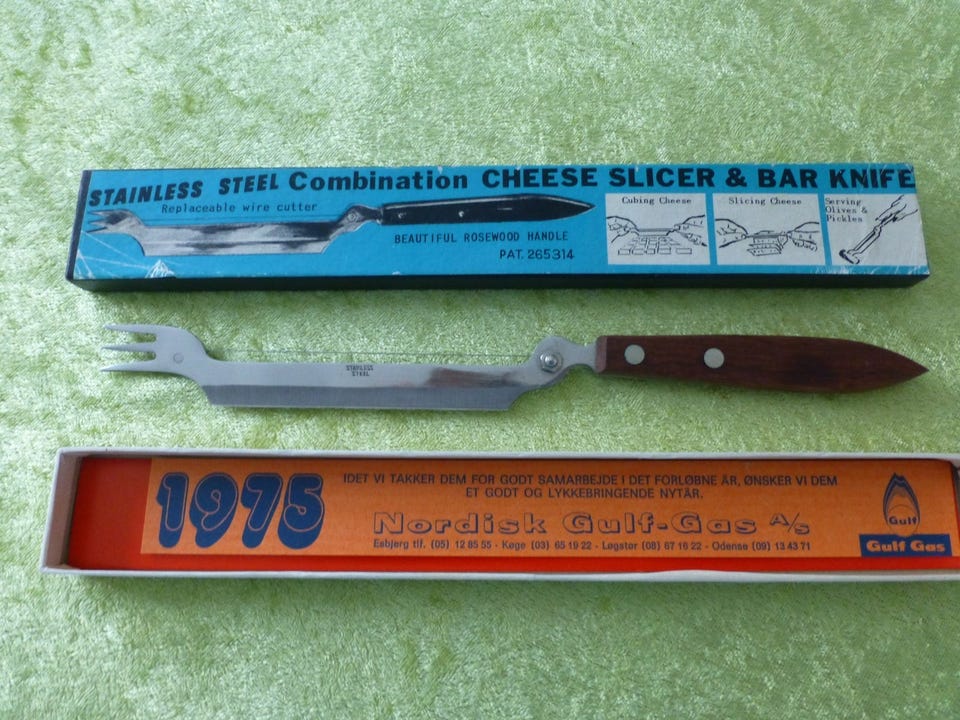 STAINLESS STEEL Combination CHEESE SLICER & BAR KNIFE
Replaceable wire cutter
BEAUTIFUL ROSEWOOD HANDLE
PAT. 265314
Cubing Cheese
Slicing Cheese
Serving
Olives &
Pickles
STAINLESS
STEEL
1975
IDET VI TAKKER DEM FOR GODT SAMARBEJDE I DET FORLØBNE ÅR, ØNSKER VI DEM
ET GODT OG LYKKEBRINGENDE NYTÅR.
Nordisk Gulf-Gas A/s
Esbjerg tlf. (05) 12 85 55 - Køge (03) 65 19 22 - Løgstør (08) 67 16 22 - Odense (09) 13 43 71
Gulf
Gulf Gas